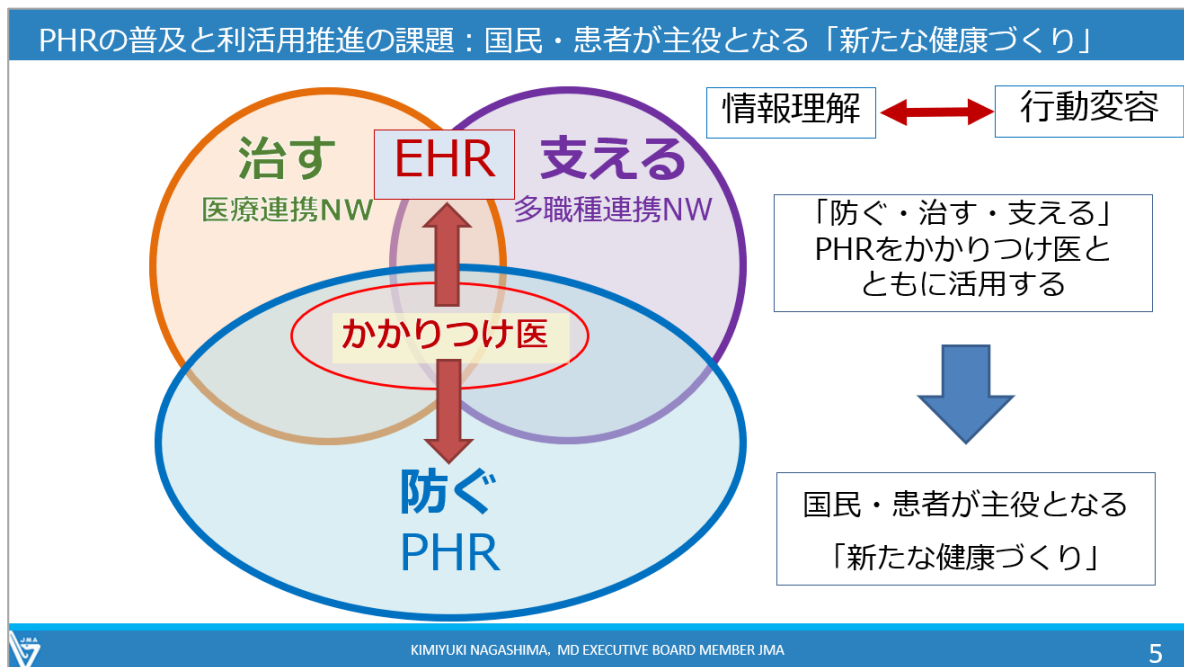 PHRの普及と利活用推進の課題：国民・患者が主役となる「新たな健康づくり」
治す
医療連携NW
EHR
支える
多職種連携NW
かかりつけ医
防ぐ
PHR
情報理解
行動変容
「防ぐ・治す・支える」
PHRをかかりつけ医と
ともに活用する
国民・患者が主役となる
「新たな健康づくり」
JMA
KIMIYUKI NAGASHIMA, MD EXECUTIVE BOARD MEMBER JMA
5